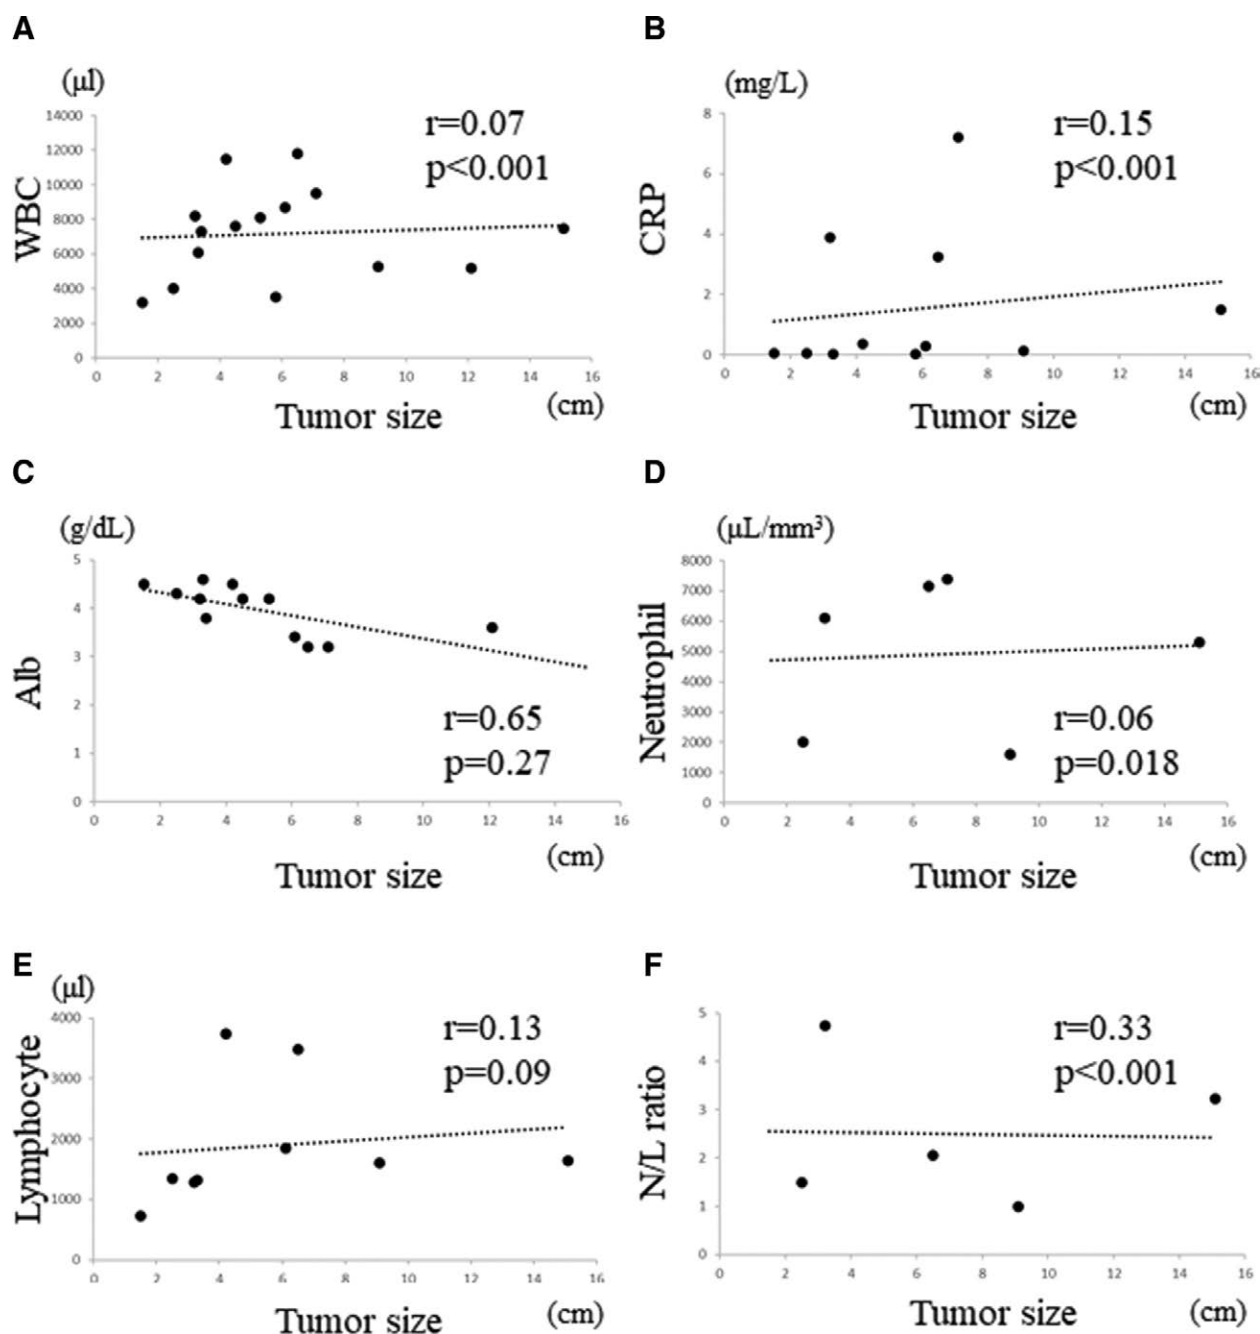 A
(μl)
WBC
14000
12000
10000
8000
6000
4000
2000
0
r=0.07
p<0.001
0 2 4 6 8 10 12 14 16
Tumor size (cm)
B
(mg/L)
CRP
8
6
4
2
0
r=0.15
p<0.001
0 2 4 6 8 10 12 14 16
Tumor size (cm)
C
(g/dL)
Alb
5
4
3
2
1
0
r=0.65
p=0.27
0 2 4 6 8 10 12 14 16
(cm)
Tumor size
D
(μL/mm³)
Neutrophil
8000
7000
6000
5000
4000
3000
2000
1000
0
r=0.06
p=0.018
0 2 4 6 8 10 12 14 16
(cm)
Tumor size
E
(μl)
Lymphocyte
4000
3000
2000
1000
0
r=0.13
p=0.09
0 2 4 6 8 10 12 14 16
Tumor size (cm)
F
N/L ratio
5
4
3
2
1
0
r=0.33
p<0.001
0 2 4 6 8 10 12 14 16
Tumor size (cm)